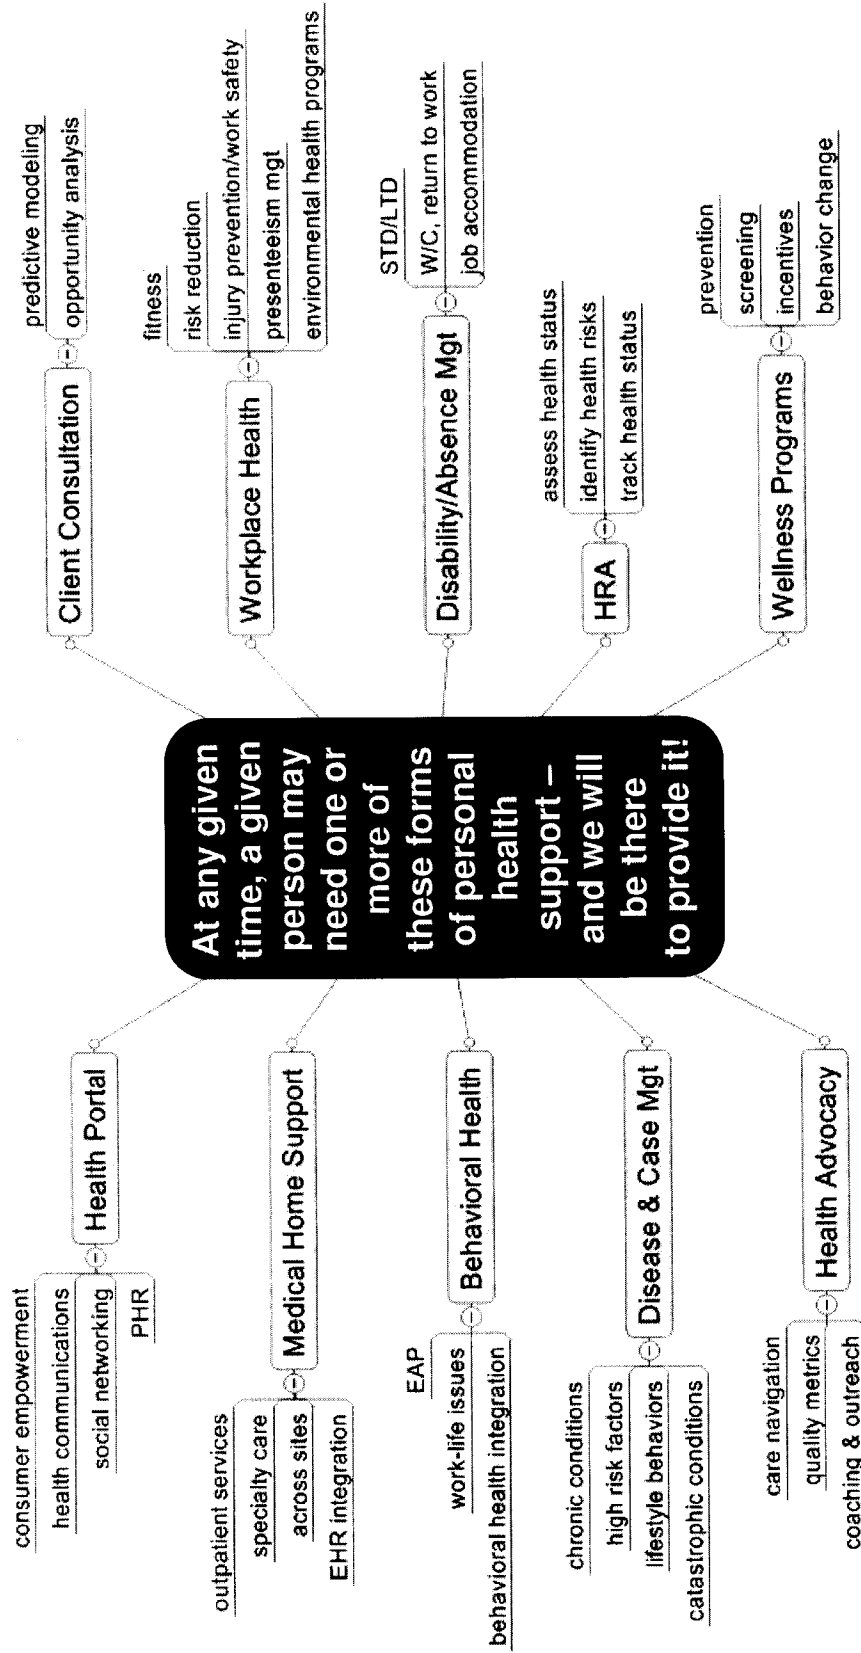 consumer empowerment
health communications
social networking
PHR
Health Portal
outpatient services
specialty care
across sites
EHR integration
Medical Home Support
EAP
work-life issues
behavioral health integration
Behavioral Health
chronic conditions
high risk factors
lifestyle behaviors
catastrophic conditions
Disease & Case Mgt
care navigation
quality metrics
coaching & outreach
Health Advocacy
At any given
time, a given
person may
need one or
more of
these forms
of personal
health
support –
and we will
be there
to provide it!
Client Consultation
predictive modeling
opportunity analysis
Workplace Health
fitness
risk reduction
injury prevention/work safety
presenteeism mgt
environmental health programs
Disability/Absence Mgt
STD/LTD
W/C, return to work
job accommodation
HRA
assess health status
identify health risks
track health status
Wellness Programs
prevention
screening
incentives
behavior change